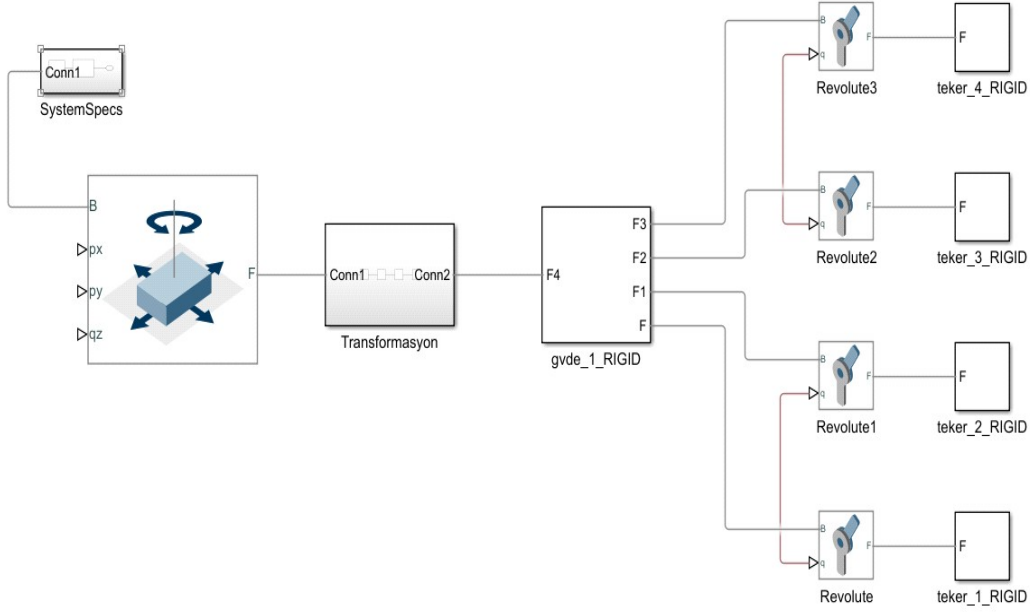 Conn1
SystemSpecs
B
px
py
qz
F
Conn1
Conn2
Transformasyon
F4
F3
F2
F1
F
gvde_1_RIGID
B
q
F
Revolute3
F
teker_4_RIGID
B
q
F
Revolute2
F
teker_3_RIGID
B
q
F
Revolute1
F
teker_2_RIGID
B
q
F
Revolute
F
teker_1_RIGID